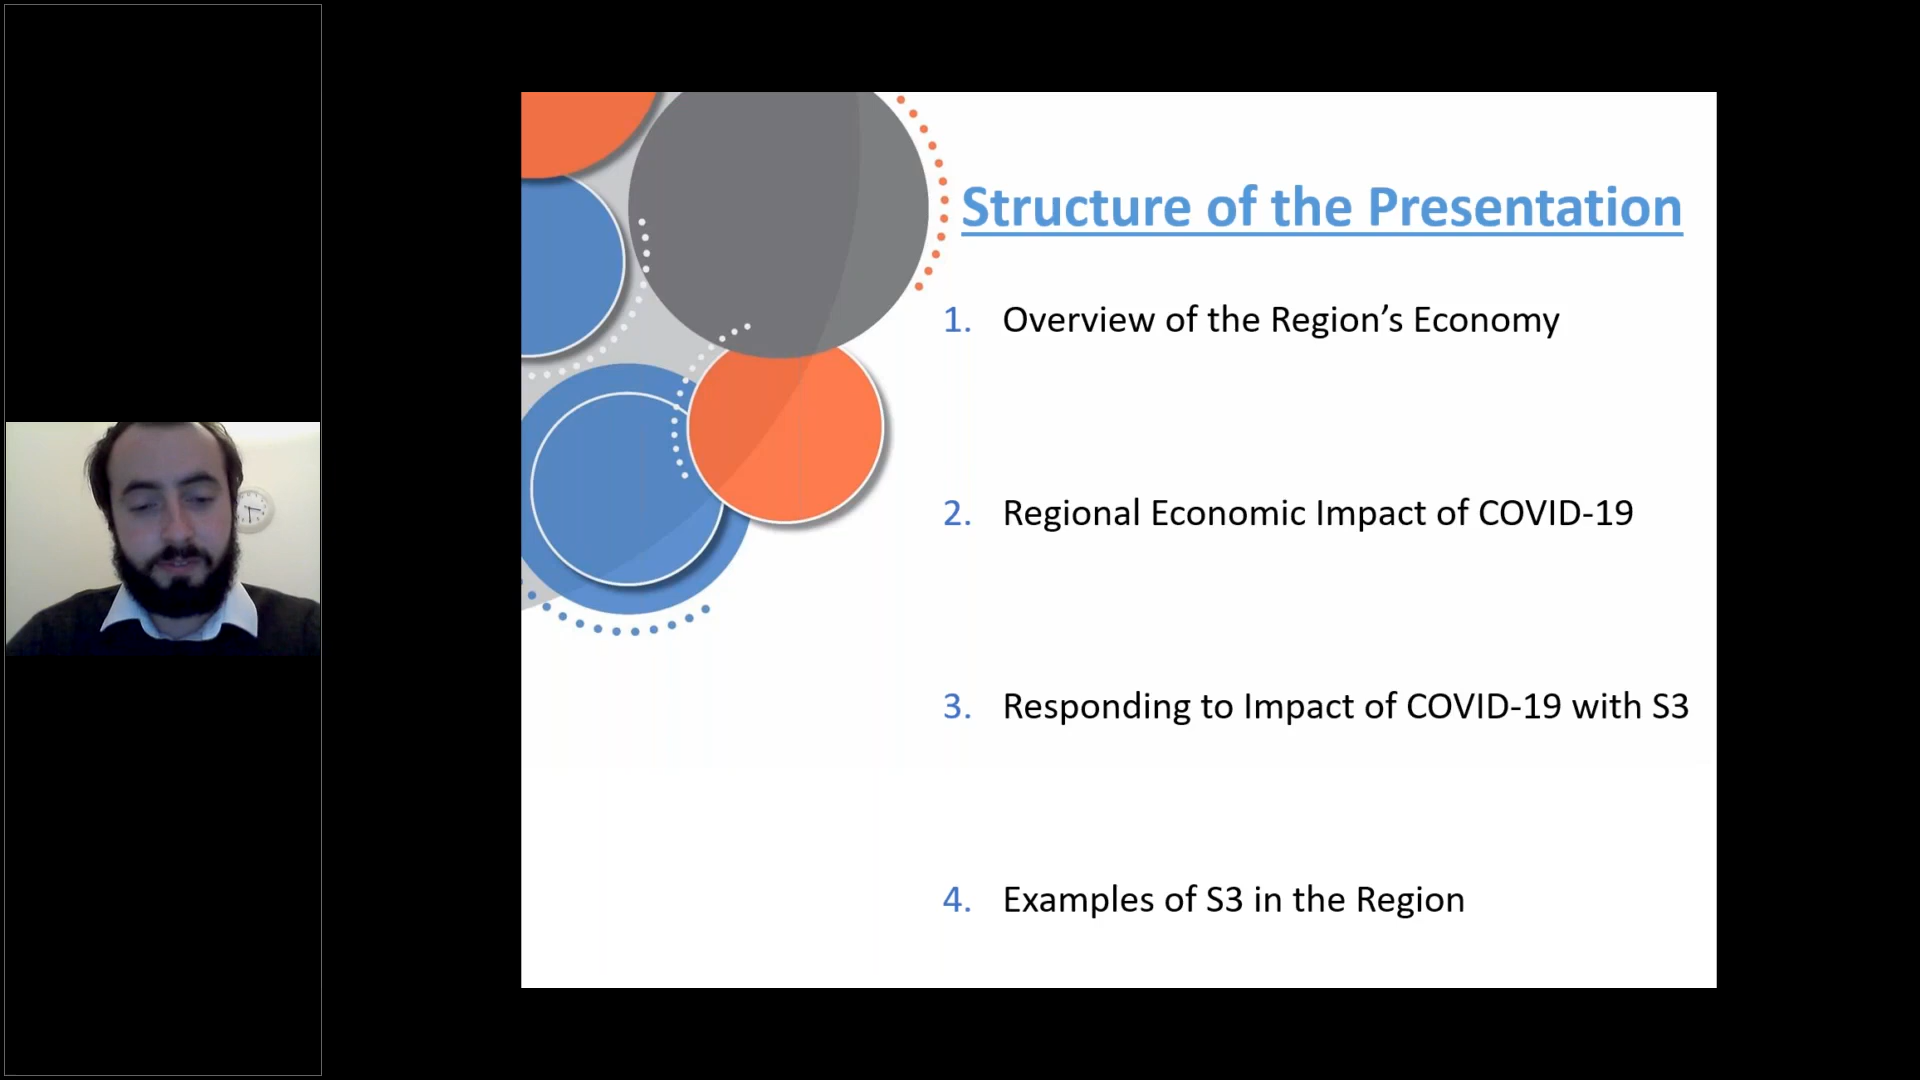 Structure of the Presentation
1. Overview of the Region’s Economy
2. Regional Economic Impact of COVID-19
3. Responding to Impact of COVID-19 with S3
4. Examples of S3 in the Region